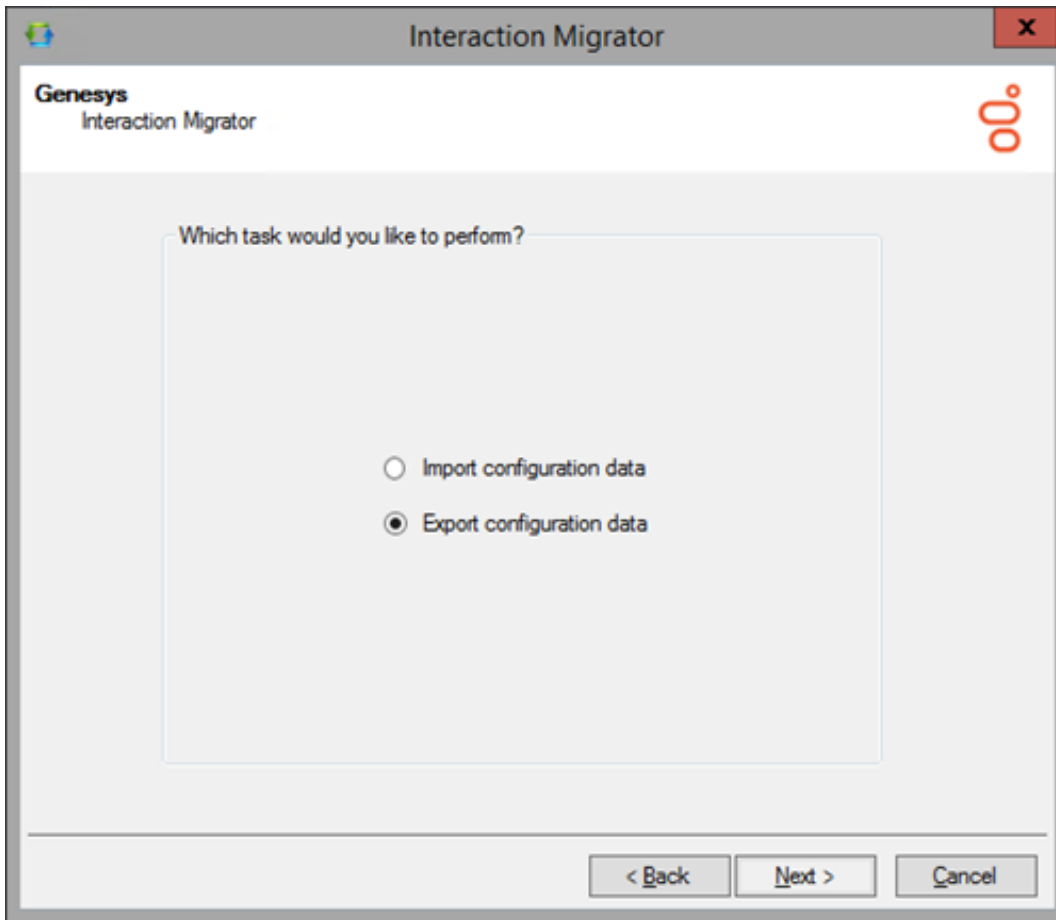 Interaction Migrator
x
Genesys
Interaction Migrator
Which task would you like to perform?
Import configuration data
Export configuration data
< Back
Next >
Cancel